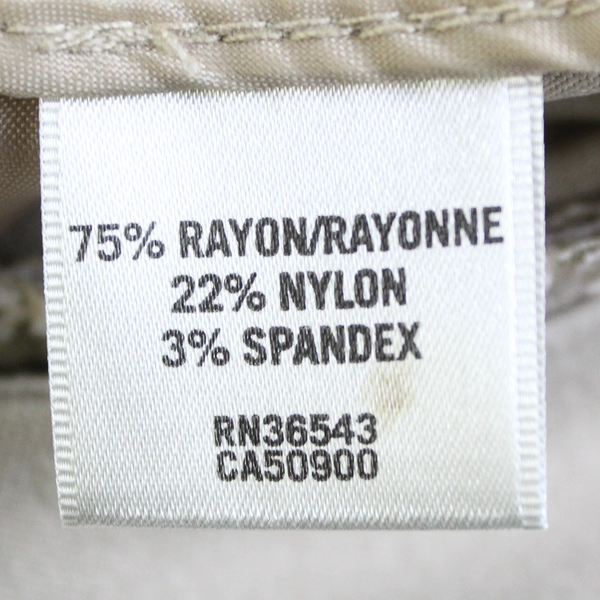 75% RAYON/RAYONNE
22% NYLON
3% SPANDEX
RN36543
CA50900